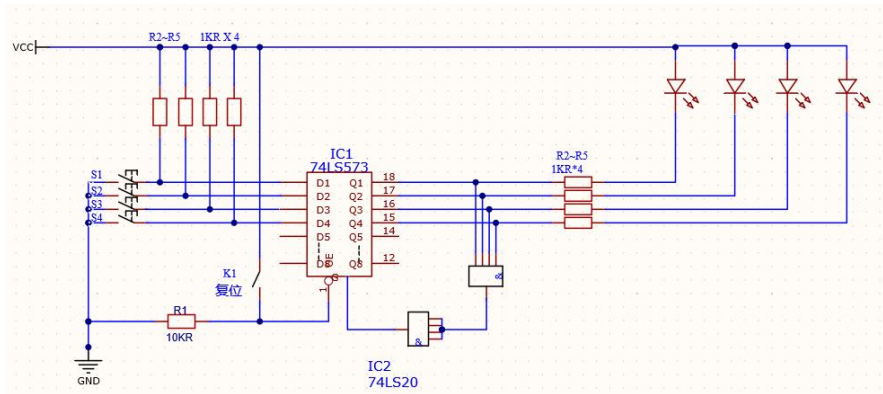 R2~R5 1KR X 4
VCC
IC1
74LS573
S1
S2
S3
S4
D1 Q1 18
D2 Q2 17
D3 Q3 16
D4 Q4 15
D5 Q5 14
D8 Q8 12
OE
G
1
R2~R5
1KR*4
&
K1
复位
R1
10KR
&
IC2
74LS20
GND